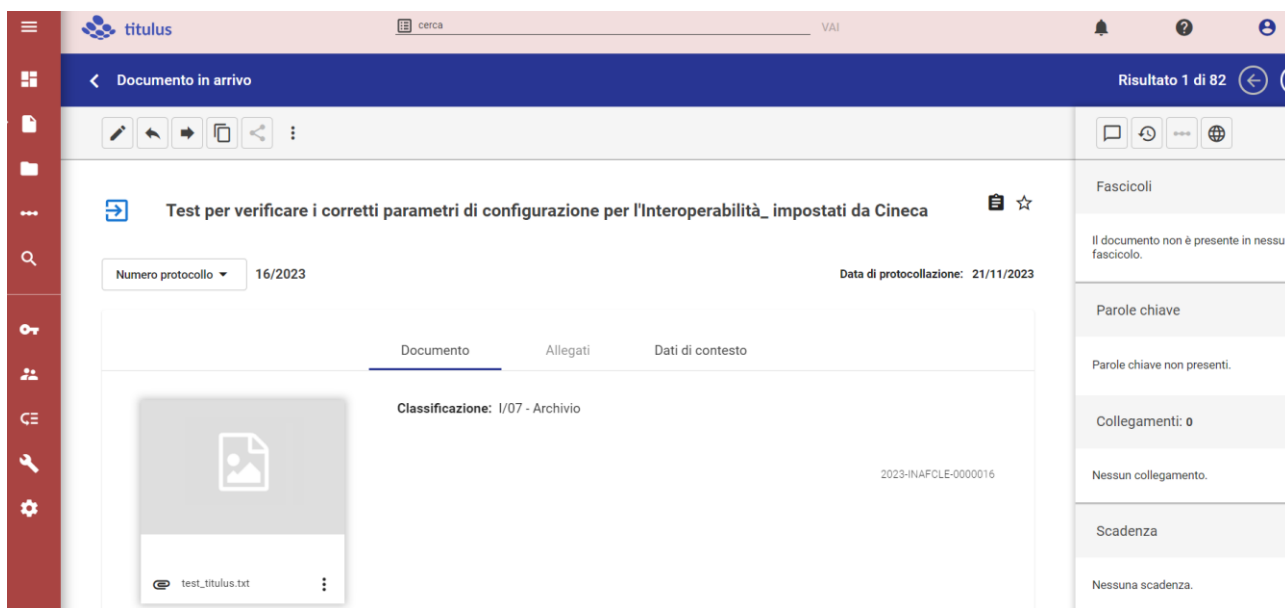 titulus
cerca
VAI
Documento in arrivo
Risultato 1 di 82
Test per verificare i corretti parametri di configurazione per l'Interoperabilità_ impostati da Cineca
Numero protocollo
16/2023
Data di protocollazione: 21/11/2023
Documento
Allegati
Dati di contesto
Classificazione: I/07 - Archivio
2023-INAFCLE-0000016
test_titulus.txt
Fascicoli
Il documento non è presente in nessu
fascicolo.
Parole chiave
Parole chiave non presenti.
Collegamenti: 0
Nessun collegamento.
Scadenza
Nessuna scadenza.